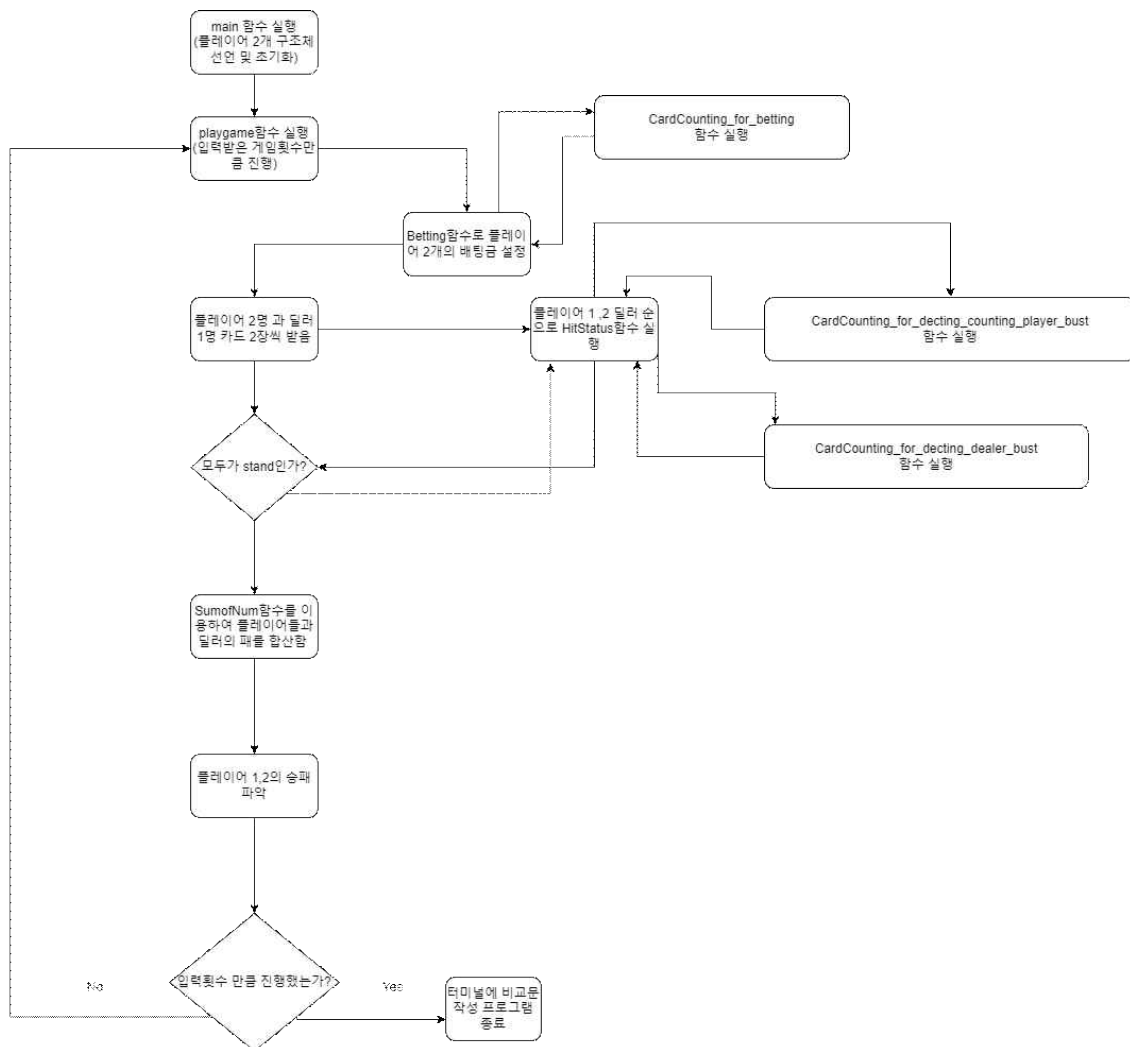 main 함수 실행
(플레이어 2개 구조체
선언 및 초기화)
playgame함수 실행
(입력받은 게임횟수만
큼 진행)
CardCounting_for_betting
함수 실행
Betting함수로 플레이
어 2개의 배팅금 설정
플레이어 2명 과 딜러
1명 카드 2장씩 받음
플레이어 1 ,2 딜러 순
으로 HitStatus함수 실
행
CardCounting_for_decting_counting_player_bust
함수 실행
모두가 stand인가?
CardCounting_for_decting_dealer_bust
함수 실행
SumofNum함수를 이
용하여 플레이어들과
딜러의 패를 합산함
플레이어 1,2의 승패
파악
입력횟수 만큼 진행했는가?
No
Yes
터미널에 비교문
작성 프로그램
종료